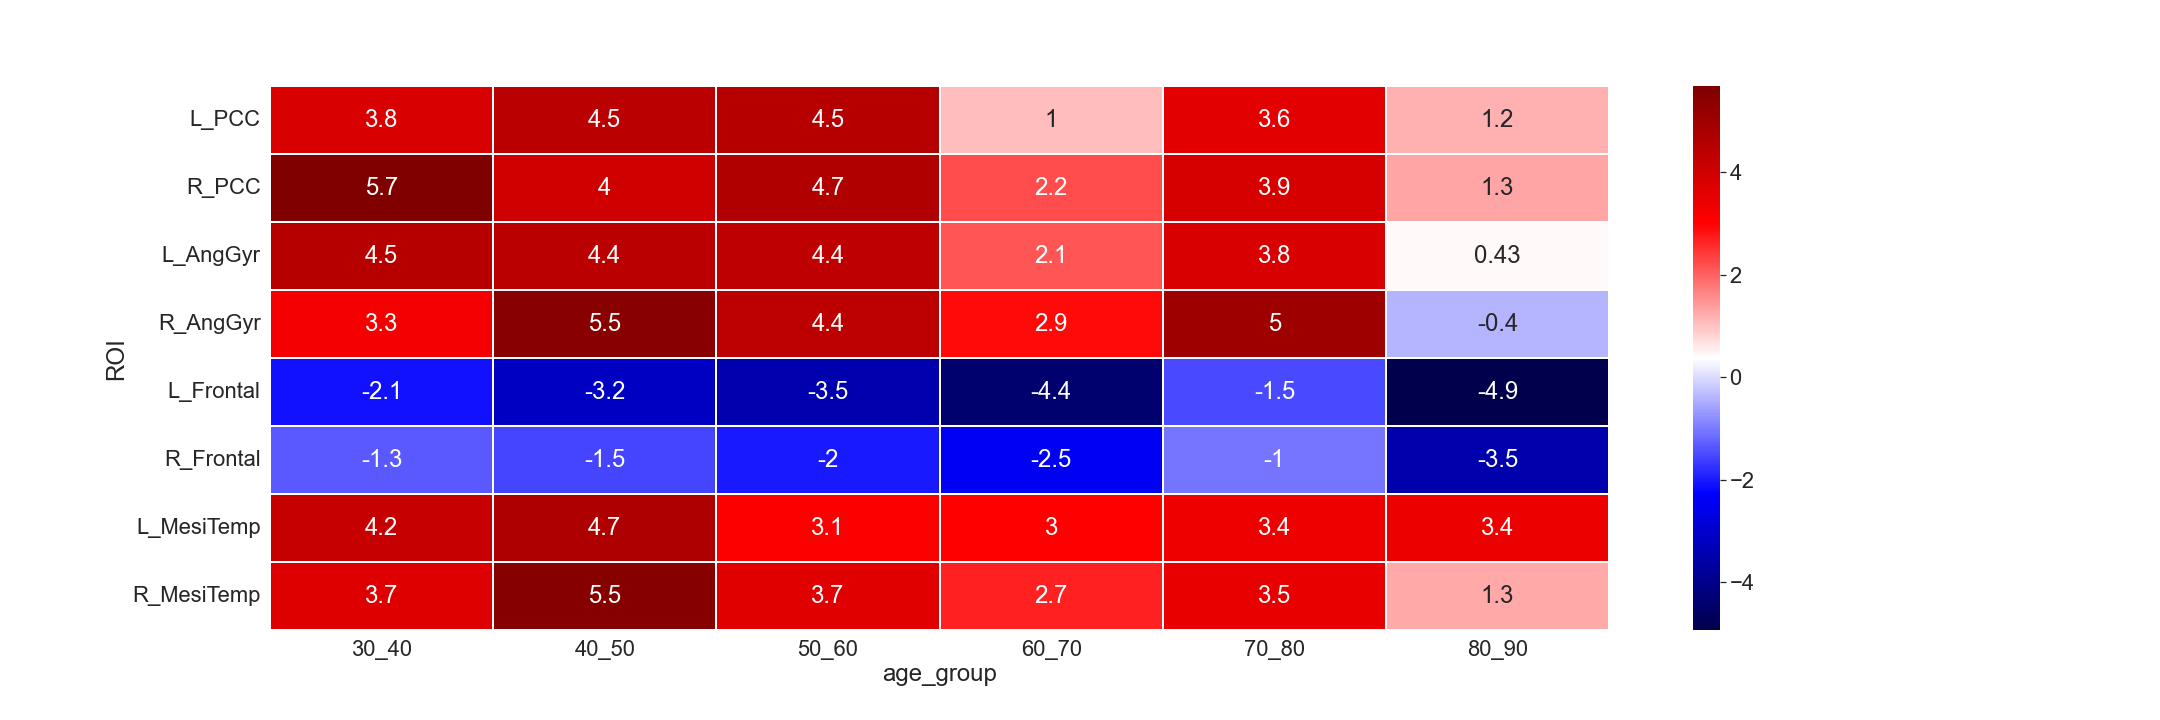 L_PCC 3.8 4.5 4.5 1 3.6 1.2
R_PCC 5.7 4 4.7 2.2 3.9 1.3
L_AngGyr 4.5 4.4 4.4 2.1 3.8 0.43
R_AngGyr 3.3 5.5 4.4 2.9 5 -0.4
L_Frontal -2.1 -3.2 -3.5 -4.4 -1.5 -4.9
R_Frontal -1.3 -1.5 -2 -2.5 -1 -3.5
L_MesiTemp 4.2 4.7 3.1 3 3.4 3.4
R_MesiTemp 3.7 5.5 3.7 2.7 3.5 1.3
30_40 40_50 50_60 60_70 70_80 80_90
age_group
ROI
4
2
0
−2
−4